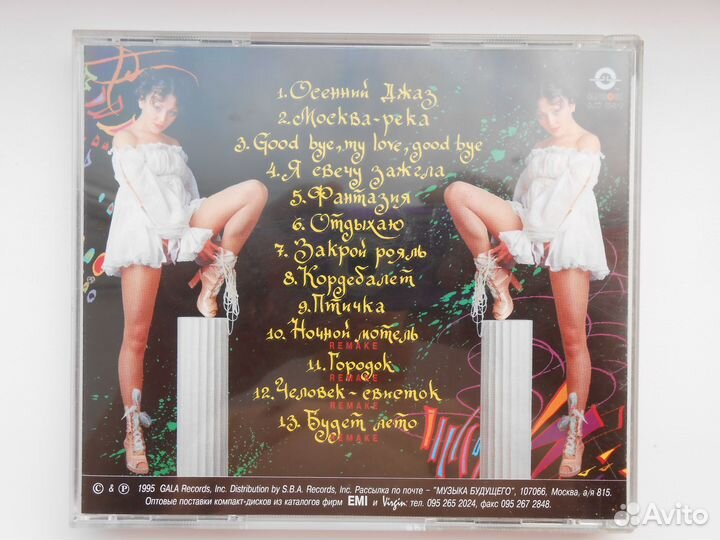 1. Осенний Джаз
2. Москва-река
3. Good bye, my love, good bye
4. Я свечу зажгла
5. Фантазия
6. Отдыхаю
7. Закрой рояль
8. Кордебалет
9. Птичка
10. Ночной мотель
REMAKE
11. Городок
REMAKE
12. Человек-свисток
REMAKE
13. Будет лето
REMAKE
© & ℗ 1995 GALA Records, Inc. Distribution by S.B.A. Records, Inc. Рассылка по почте – "МУЗЫКА БУДУЩЕГО", 107066, Москва, а/я 815.
Оптовые поставки компакт-дисков из каталогов фирм EMI и Virgin: тел. 095 265 2024, факс 095 267 2848.
Avito